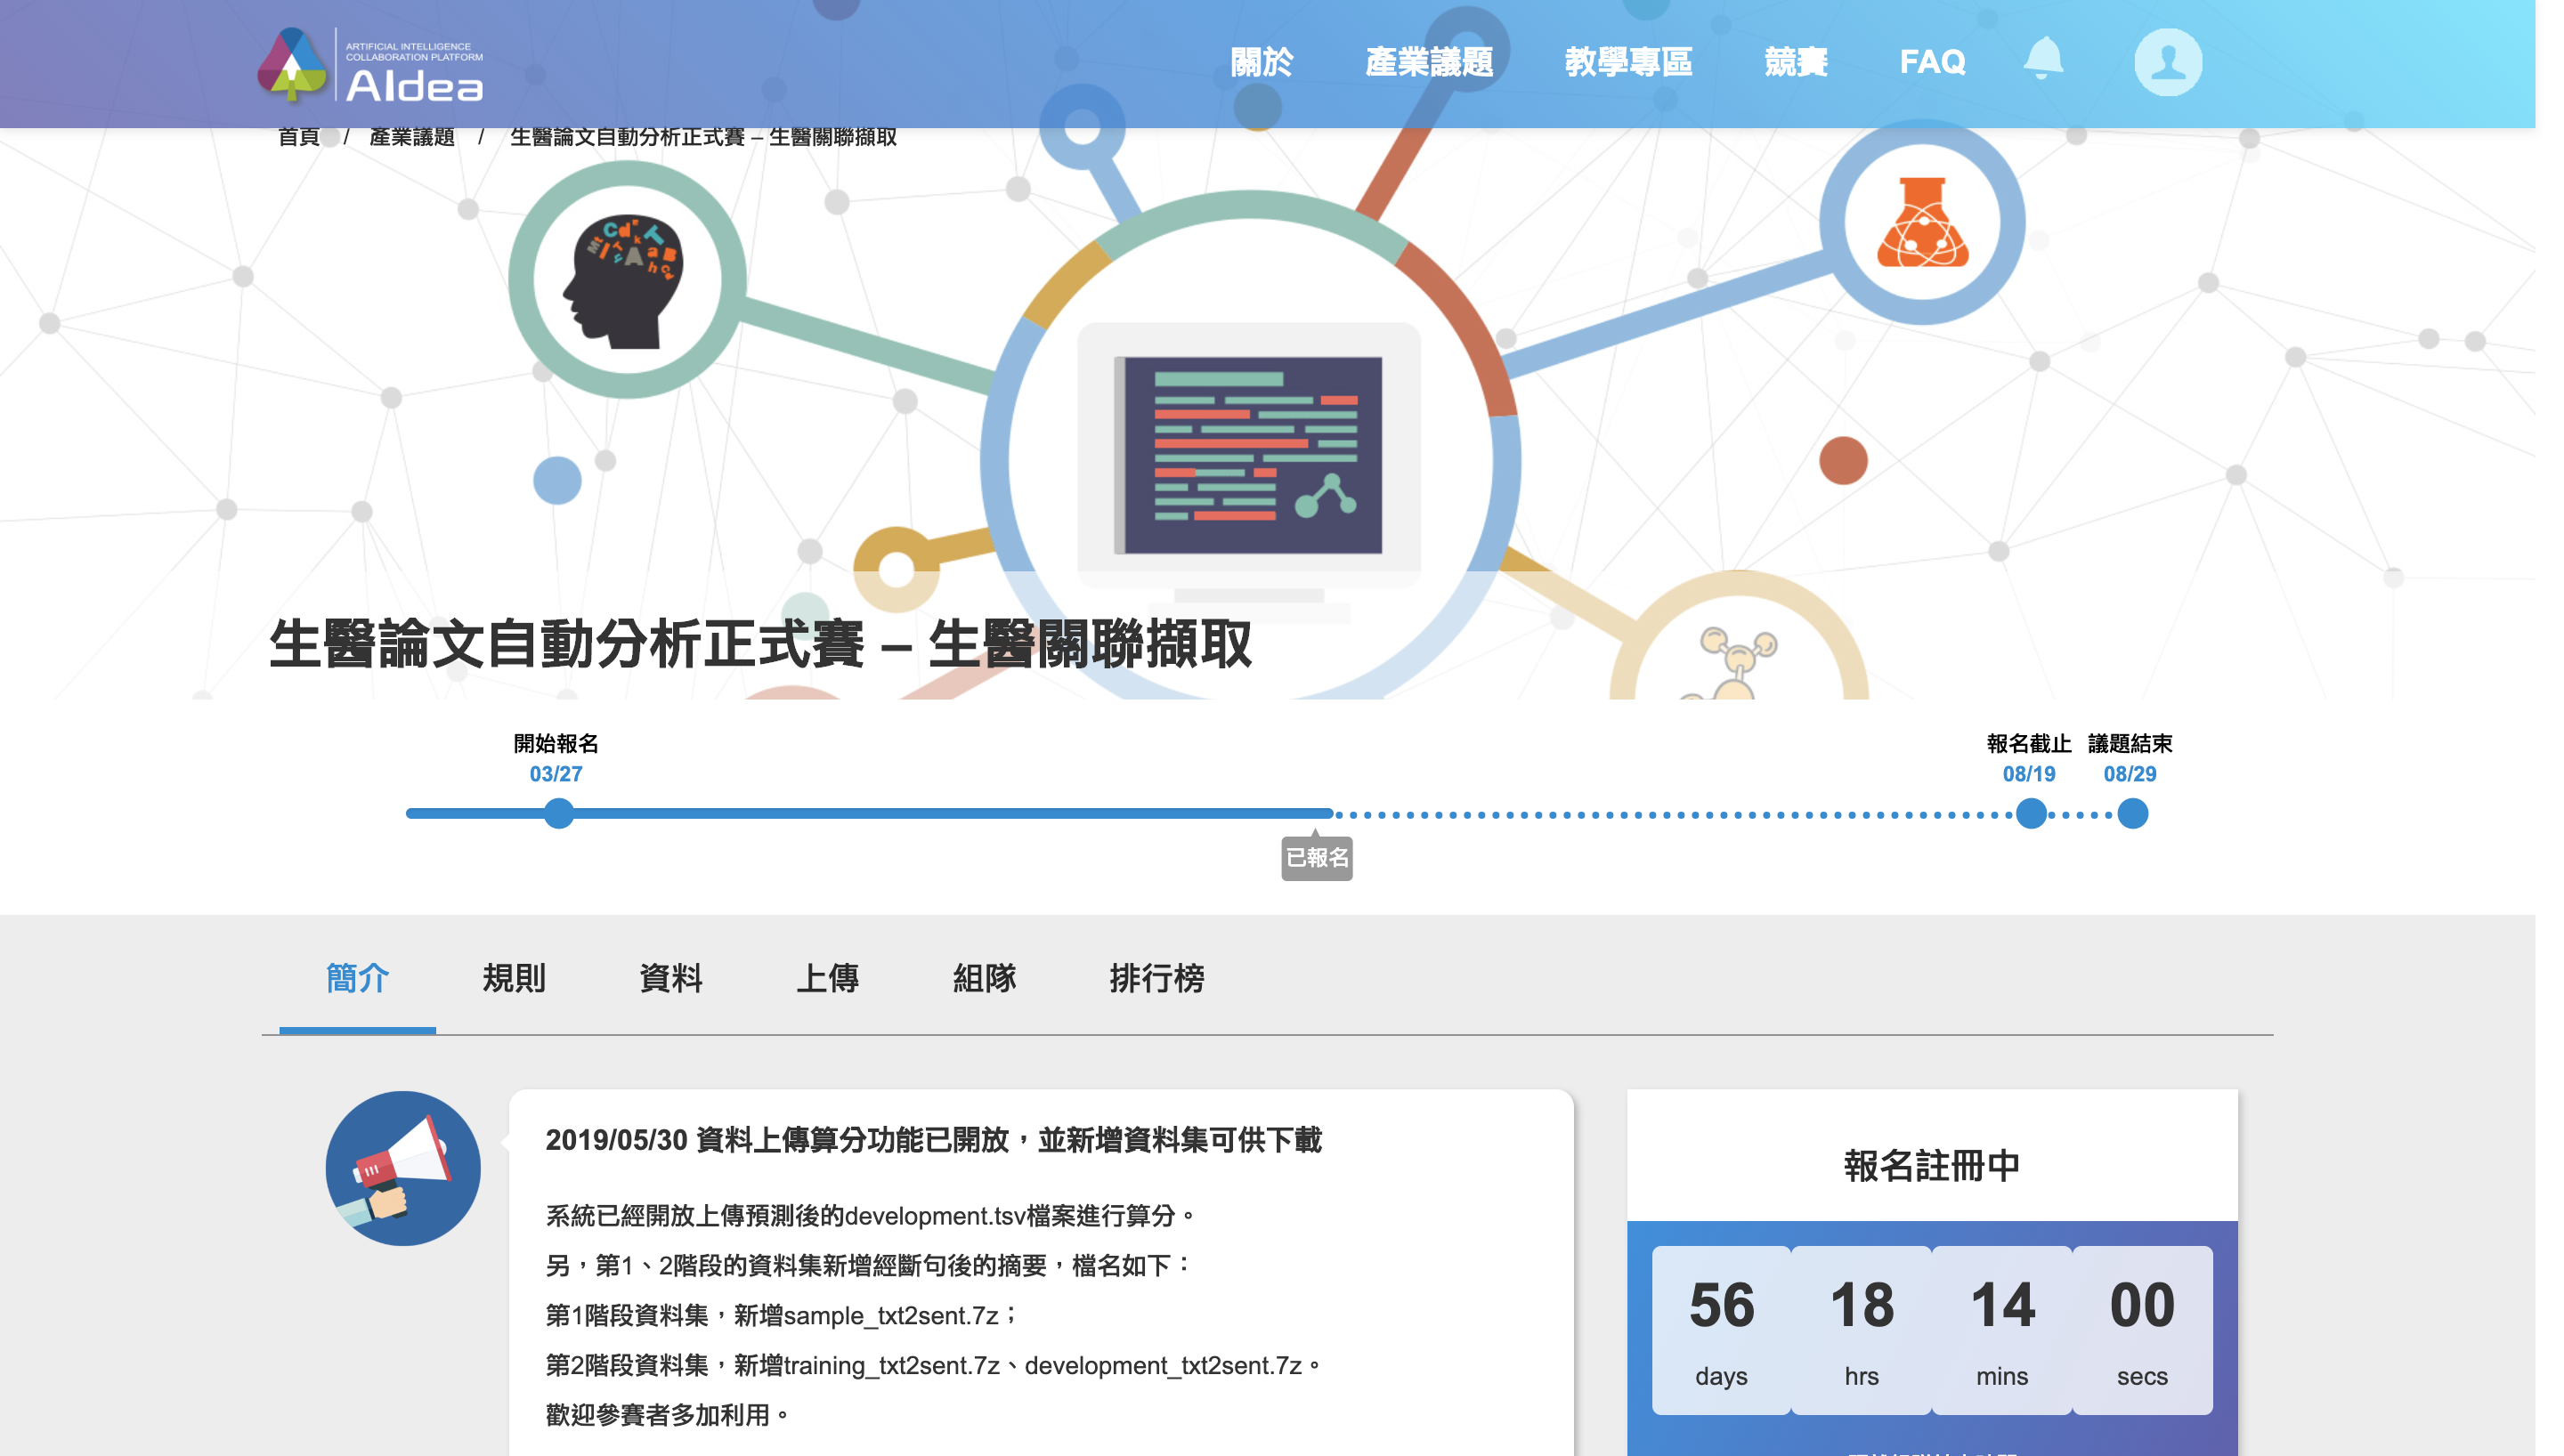 ARTIFICIAL INTELLIGENCE
COLLABORATION PLATFORM
AIdea
關於 產業議題 教學專區 競賽 FAQ
首頁 / 產業議題 / 生醫論文自動分析正式賽 – 生醫關聯擷取
生醫論文自動分析正式賽 – 生醫關聯擷取
開始報名 報名截止 議題結束
03/27 08/19 08/29
已報名
簡介 規則 資料 上傳 組隊 排行榜
2019/05/30 資料上傳算分功能已開放，並新增資料集可供下載
系統已經開放上傳預測後的development.tsv檔案進行算分。
另，第1、2階段的資料集新增經斷句後的摘要，檔名如下：
第1階段資料集，新增sample_txt2sent.7z；
第2階段資料集，新增training_txt2sent.7z、development_txt2sent.7z。
歡迎參賽者多加利用。
報名註冊中
56 18 14 00
days hrs mins secs